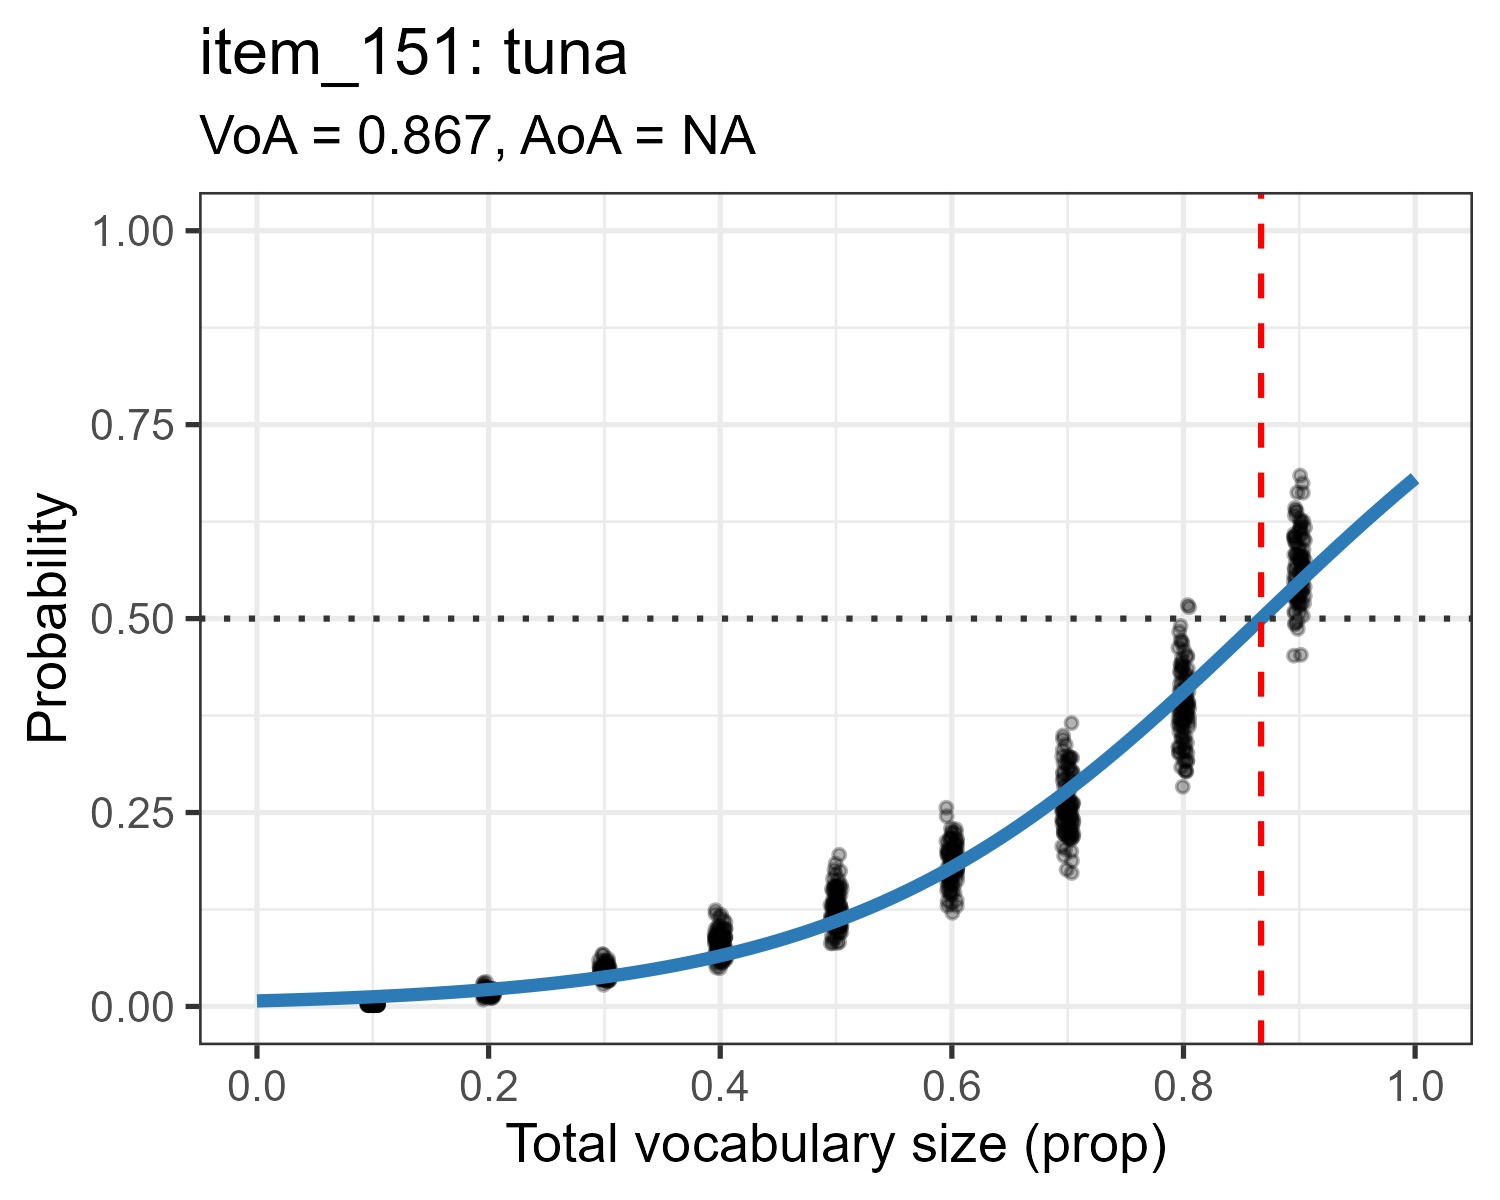 item_151: tuna
VoA = 0.867, AoA = NA
1.00
0.75
0.50
0.25
0.00
Probability
0.0 0.2 0.4 0.6 0.8 1.0
Total vocabulary size (prop)